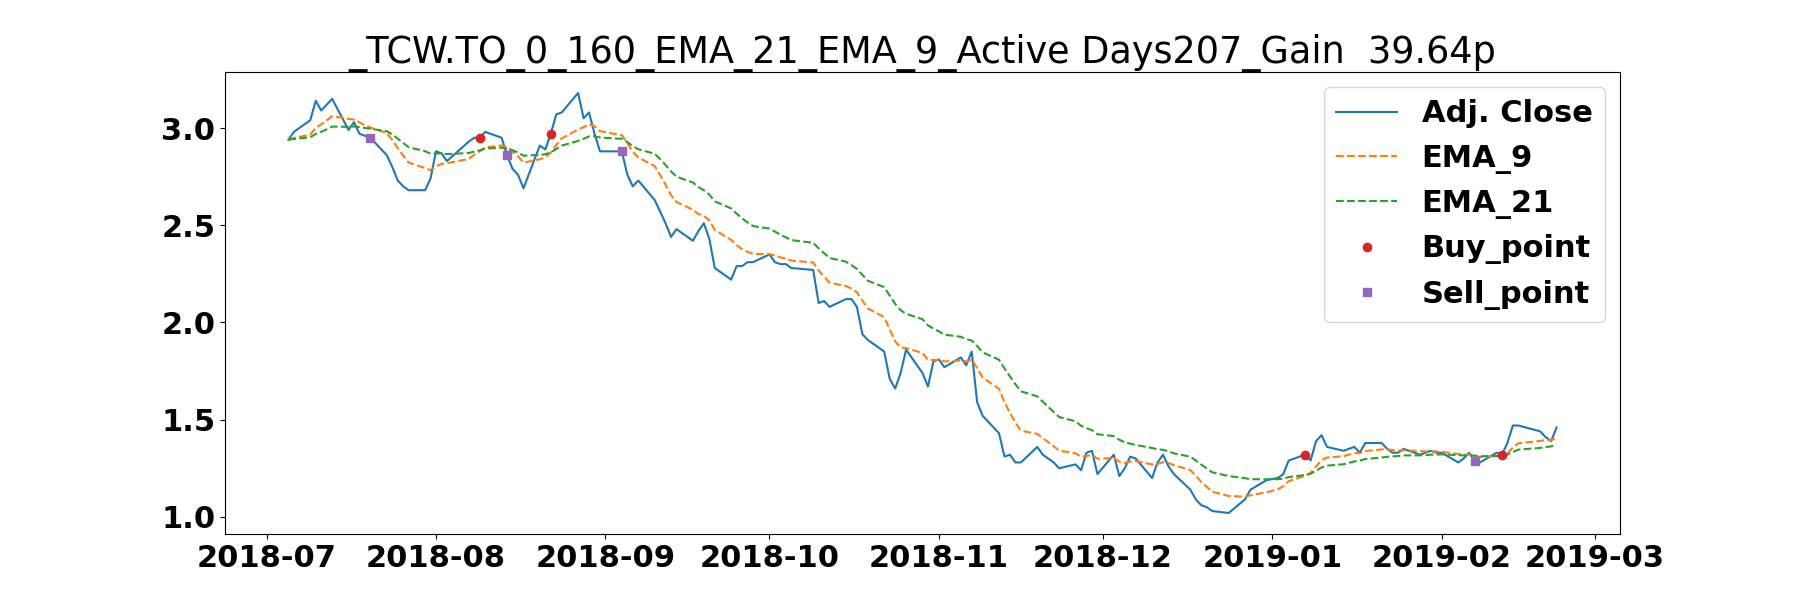 _TCW.TO_0_160_EMA_21_EMA_9_Active Days207_Gain  39.64p
3.0
2.5
2.0
1.5
1.0
Adj. Close
EMA_9
EMA_21
Buy_point
Sell_point
2018-07 2018-08 2018-09 2018-10 2018-11 2018-12 2019-01 2019-02 2019-03